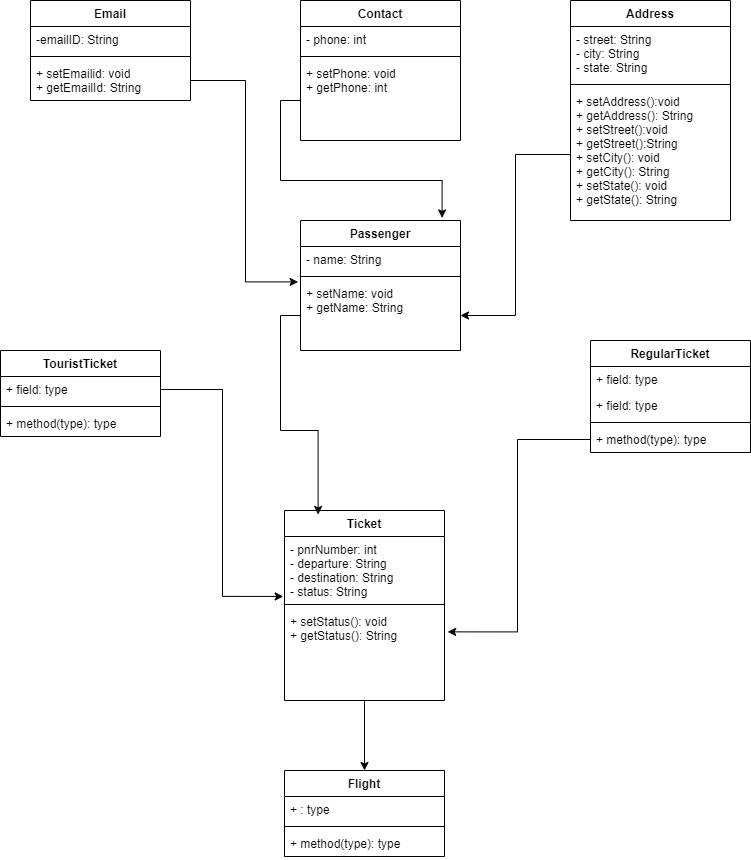 Email
-emailID: String
+ setEmailid: void
+ getEmailId: String
Contact
- phone: int
+ setPhone: void
+ getPhone: int
Address
- street: String
- city: String
- state: String
+ setAddress():void
+ getAddress(): String
+ setStreet():void
+ getStreet():String
+ setCity(): void
+ getCity(): String
+ setState(): void
+ getState(): String
Passenger
- name: String
+ setName: void
+ getName: String
TouristTicket
+ field: type
+ method(type): type
RegularTicket
+ field: type
+ field: type
+ method(type): type
Ticket
- pnrNumber: int
- departure: String
- destination: String
- status: String
+ setStatus(): void
+ getStatus(): String
Flight
+ : type
+ method(type): type